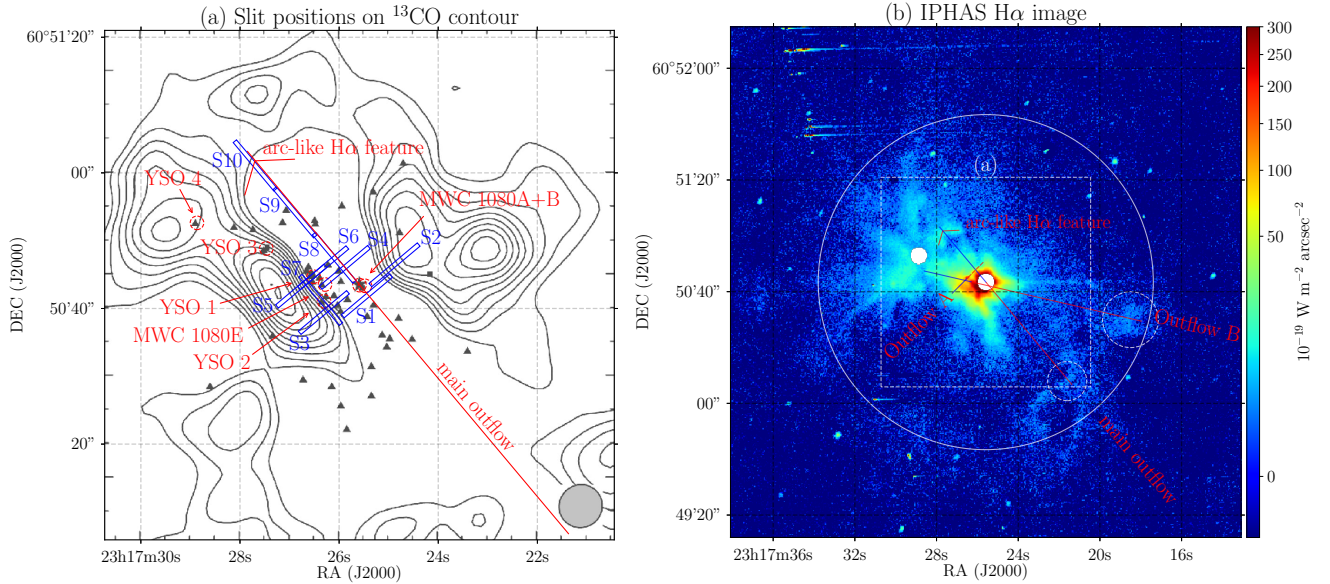 (a) Slit positions on ¹³CO contour
60°51'20”
00”
50'40”
20”
DEC (J2000)
23h17m30s
28s
26s
24s
22s
RA (J2000)
S10
arc-like Hα feature
YSO 4
S9
MWC 1080A+B
YSO 3
S8
S6
S4
S2
S7
S5
YSO 1
S1
MWC 1080E
S3
YSO 2
main outflow
(b) IPHAS Hα image
60°52'00”
51'20”
50'40”
00”
49'20”
DEC (J2000)
23h17m36s
32s
28s
24s
20s
16s
RA (J2000)
(a)
arc-like Hα feature
Outflow
Outflow B
main outflow
300
200
150
100
50
0
10⁻¹⁹ W m⁻² arcsec⁻²